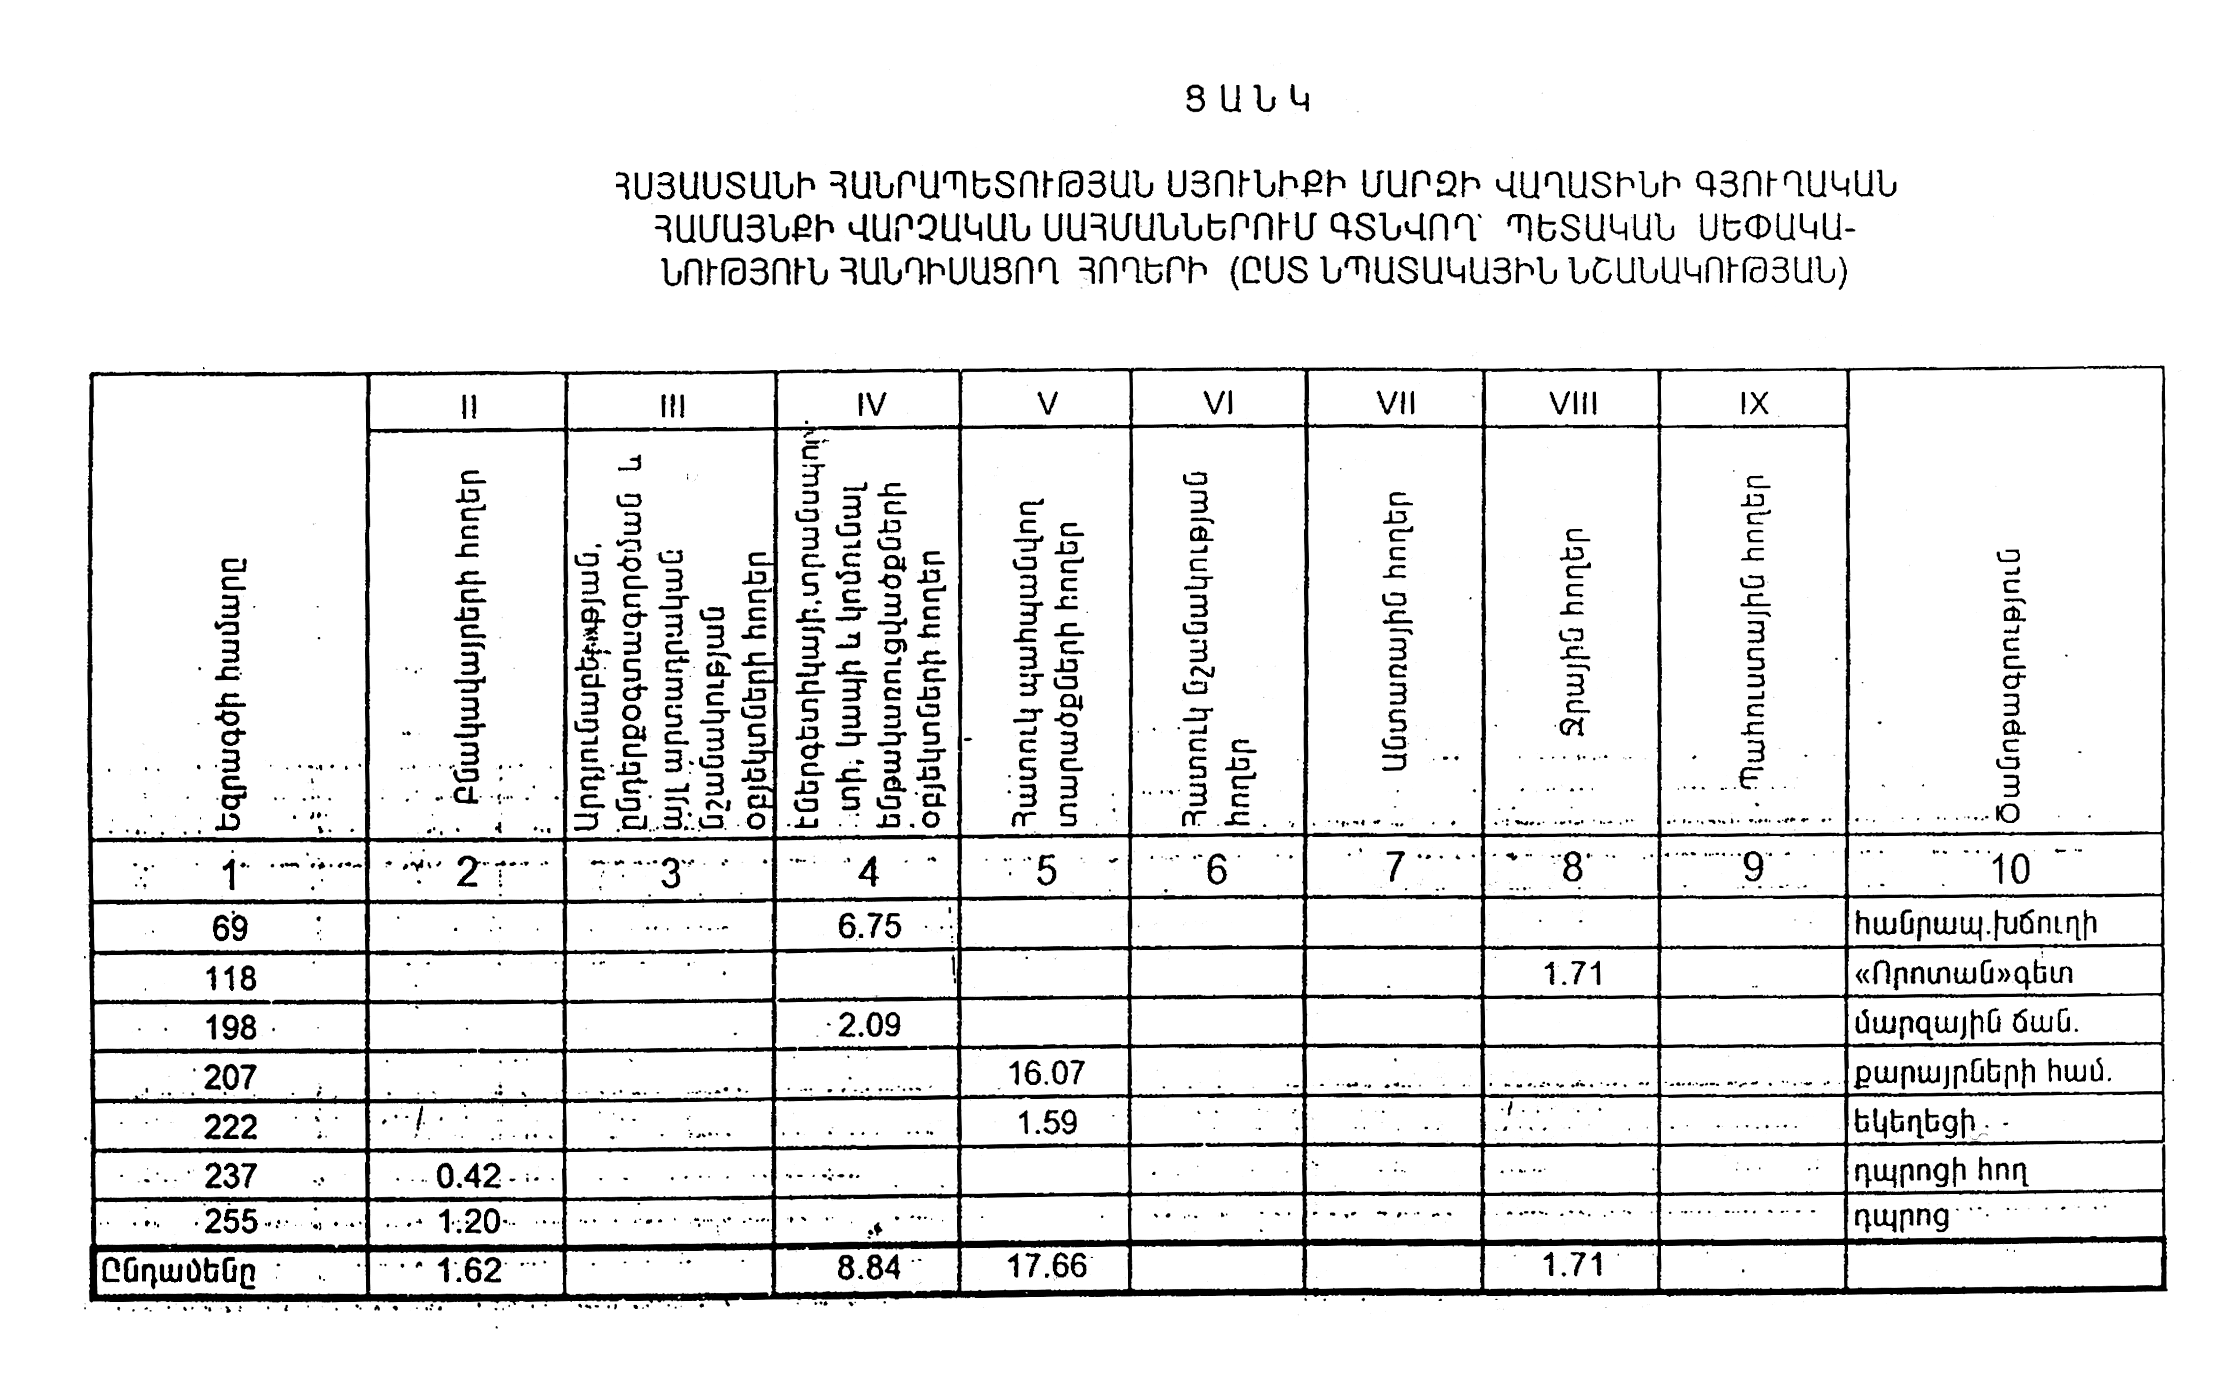 ՑԱՆԿ
ՀԱՅԱՍՏԱՆԻ ՀԱՆՐԱՊԵՏՈՒԹՅԱՆ ՍՅՈՒՆԻՔԻ ՄԱՐԶԻ ՎԱՂԱՏԻՆԻ ԳՅՈՒՂԱԿԱՆ
ՀԱՄԱՅՆՔԻ ՎԱՐՉԱԿԱՆ ՍԱՀՄԱՆՆԵՐՈՒՄ ԳՏՆՎՈՂ՝ ՊԵՏԱԿԱՆ ՍԵՓԱԿԱ-
ՆՈՒԹՅՈՒՆ ՀԱՆԴԻՍԱՑՈՂ ՀՈՂԵՐԻ (ԸՍՏ ՆՊԱՏԱԿԱՅԻՆ ՆՇԱՆԱԿՈՒԹՅԱՆ)
II III IV V VI VII VIII IX
Եզրագծի համարը
Բնակավայրերի հողեր
Արդյունաբերության,
ընդերքօգտագործման և
այլ արտադրական
նշանակության
օբյեկտների հողեր
Էներգետիկայի, տրանսպոր-
տի, կապի և կոմունալ
ենթակառուցվածքների
օբյեկտների հողեր
Հատուկ պահպանվող
տարածքների հողեր
Հատուկ նշանակության
հողեր
Անտառային հողեր
Ջրային հողեր
Պահուստային հողեր
Ծանոթագրություն
1 2 3 4 5 6 7 8 9 10
69 6.75 հանրապ.խճուղի
118 1.71 «Որոտան»գետ
198 2.09 մարզային ճան.
207 16.07 քարայրների համ.
222 1.59 եկեղեցի
237 0.42 դպրոցի հող
255 1.20 դպրոց
Ընդամենը 1.62 8.84 17.66 1.71